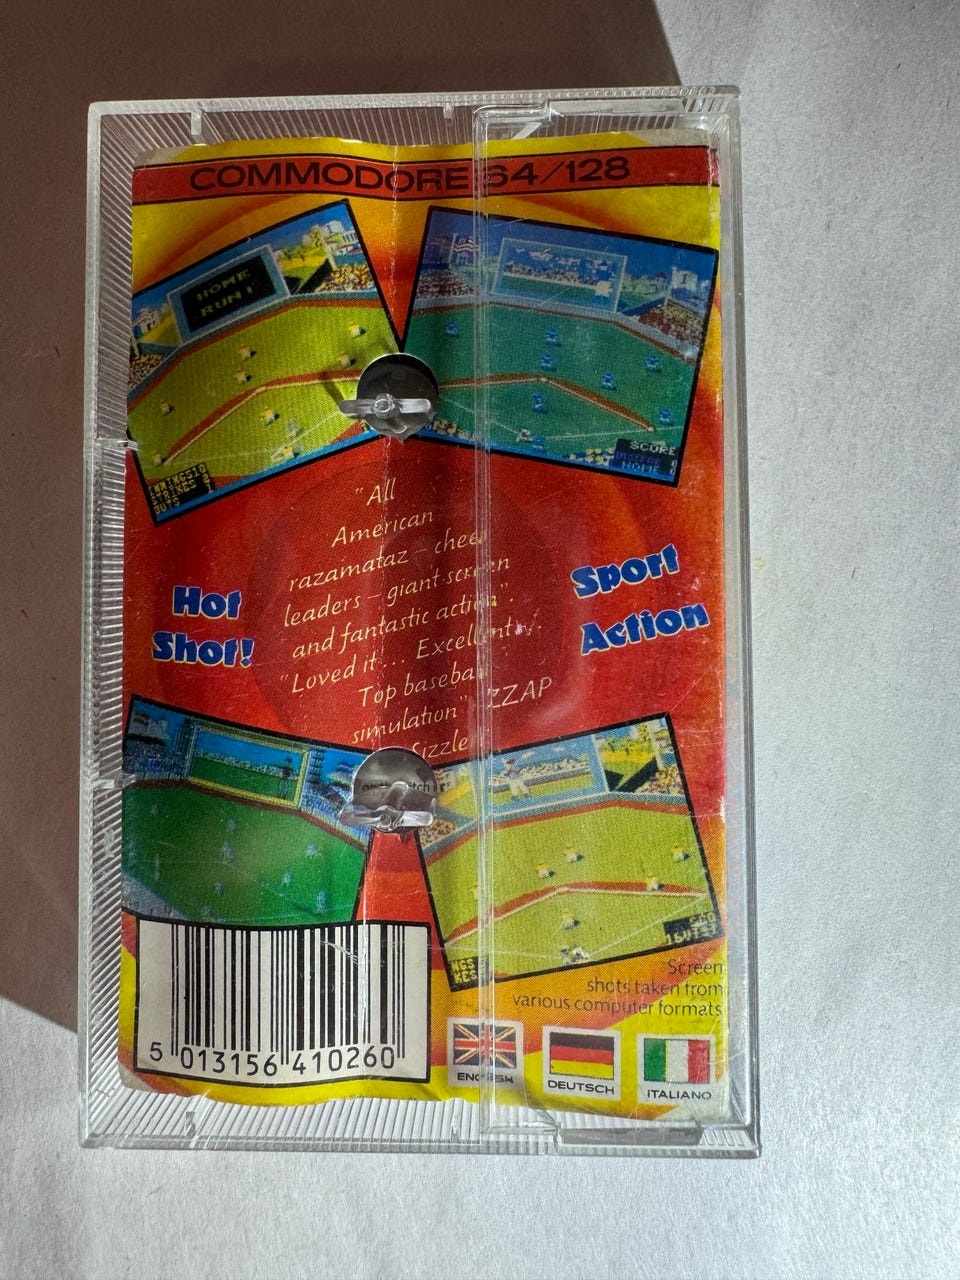 COMMODORE 64/128
HOME
RUN!
SCORE
HOME
"All
American
razamataz – cheer
leaders – giant screen
and fantastic action".
"Loved it... Excellent
Top baseball
simulation" ZZAP
Sizzle
Hot
Shot!
Sport
Action
Screen
shots taken from
various computer formats
5 013156 410260
ENGLISH
DEUTSCH
ITALIANO